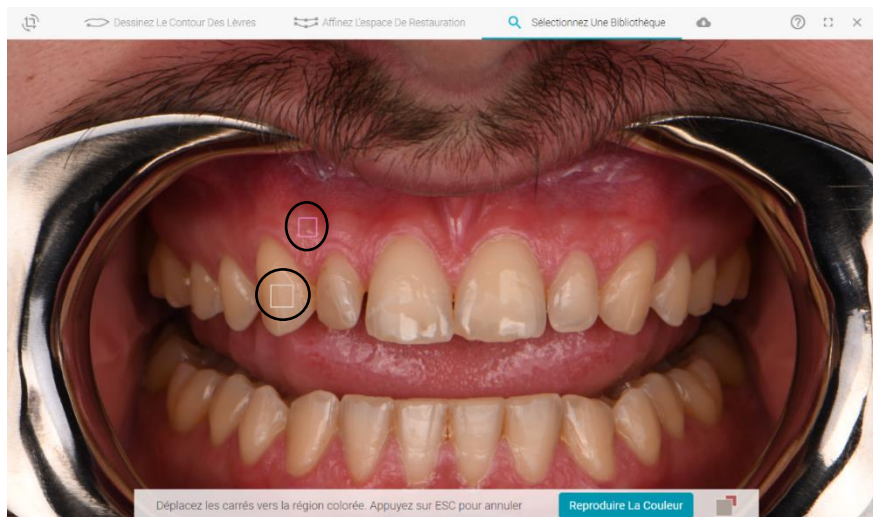 Dessinez Le Contour Des Lèvres
Affinez L'espace De Restauration
Sélectionnez Une Bibliothèque
Déplacez les carrés vers la région colorée. Appuyez sur ESC pour annuler
Reproduire La Couleur